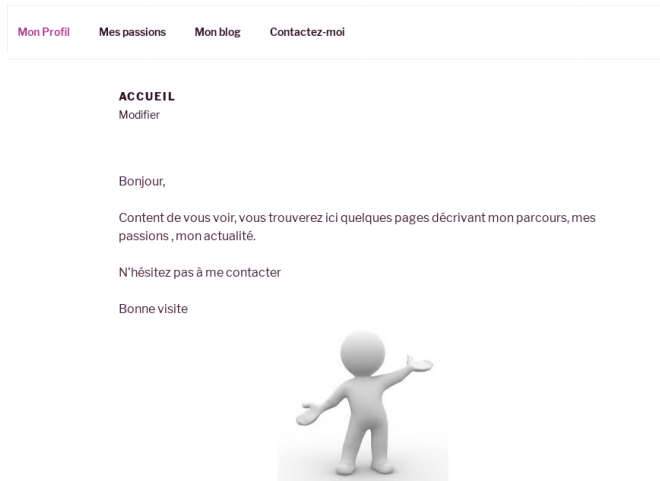 Mon Profil Mes passions Mon blog Contactez-moi
ACCUEIL
Modifier
Bonjour,
Content de vous voir, vous trouverez ici quelques pages décrivant mon parcours, mes
passions , mon actualité.
N'hésitez pas à me contacter
Bonne visite